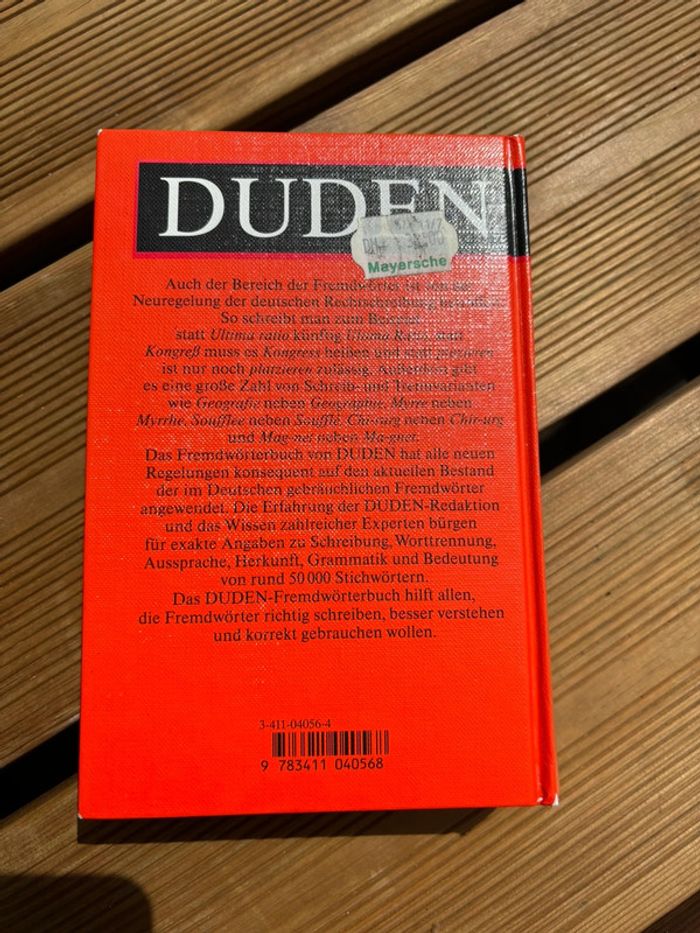 DUDEN
DM
Mayersche
Auch der Bereich der Fremdwörter ist von der
Neuregelung der deutschen Rechtschreibung betroffen.
So schreibt man zum Beispiel
statt Ultima ratio künftig Ultima Ratio, statt
Kongreß muss es Kongress heißen und statt plazieren
ist nur noch platzieren zulässig. Außerdem gibt
es eine große Zahl von Schreib- und Trennvarianten
wie Geografie neben Geographie, Myrre neben
Myrrhe, Soufflee neben Soufflé, Chi-rurg neben Chir-urg
und Mag-net neben Ma-gnet.
Das Fremdwörterbuch von DUDEN hat alle neuen
Regelungen konsequent auf den aktuellen Bestand
der im Deutschen gebräuchlichen Fremdwörter
angewendet. Die Erfahrung der DUDEN-Redaktion
und das Wissen zahlreicher Experten bürgen
für exakte Angaben zu Schreibung, Worttrennung,
Aussprache, Herkunft, Grammatik und Bedeutung
von rund 50 000 Stichwörtern.
Das DUDEN-Fremdwörterbuch hilft allen,
die Fremdwörter richtig schreiben, besser verstehen
und korrekt gebrauchen wollen.
3-411-04056-4
9 783411 040568